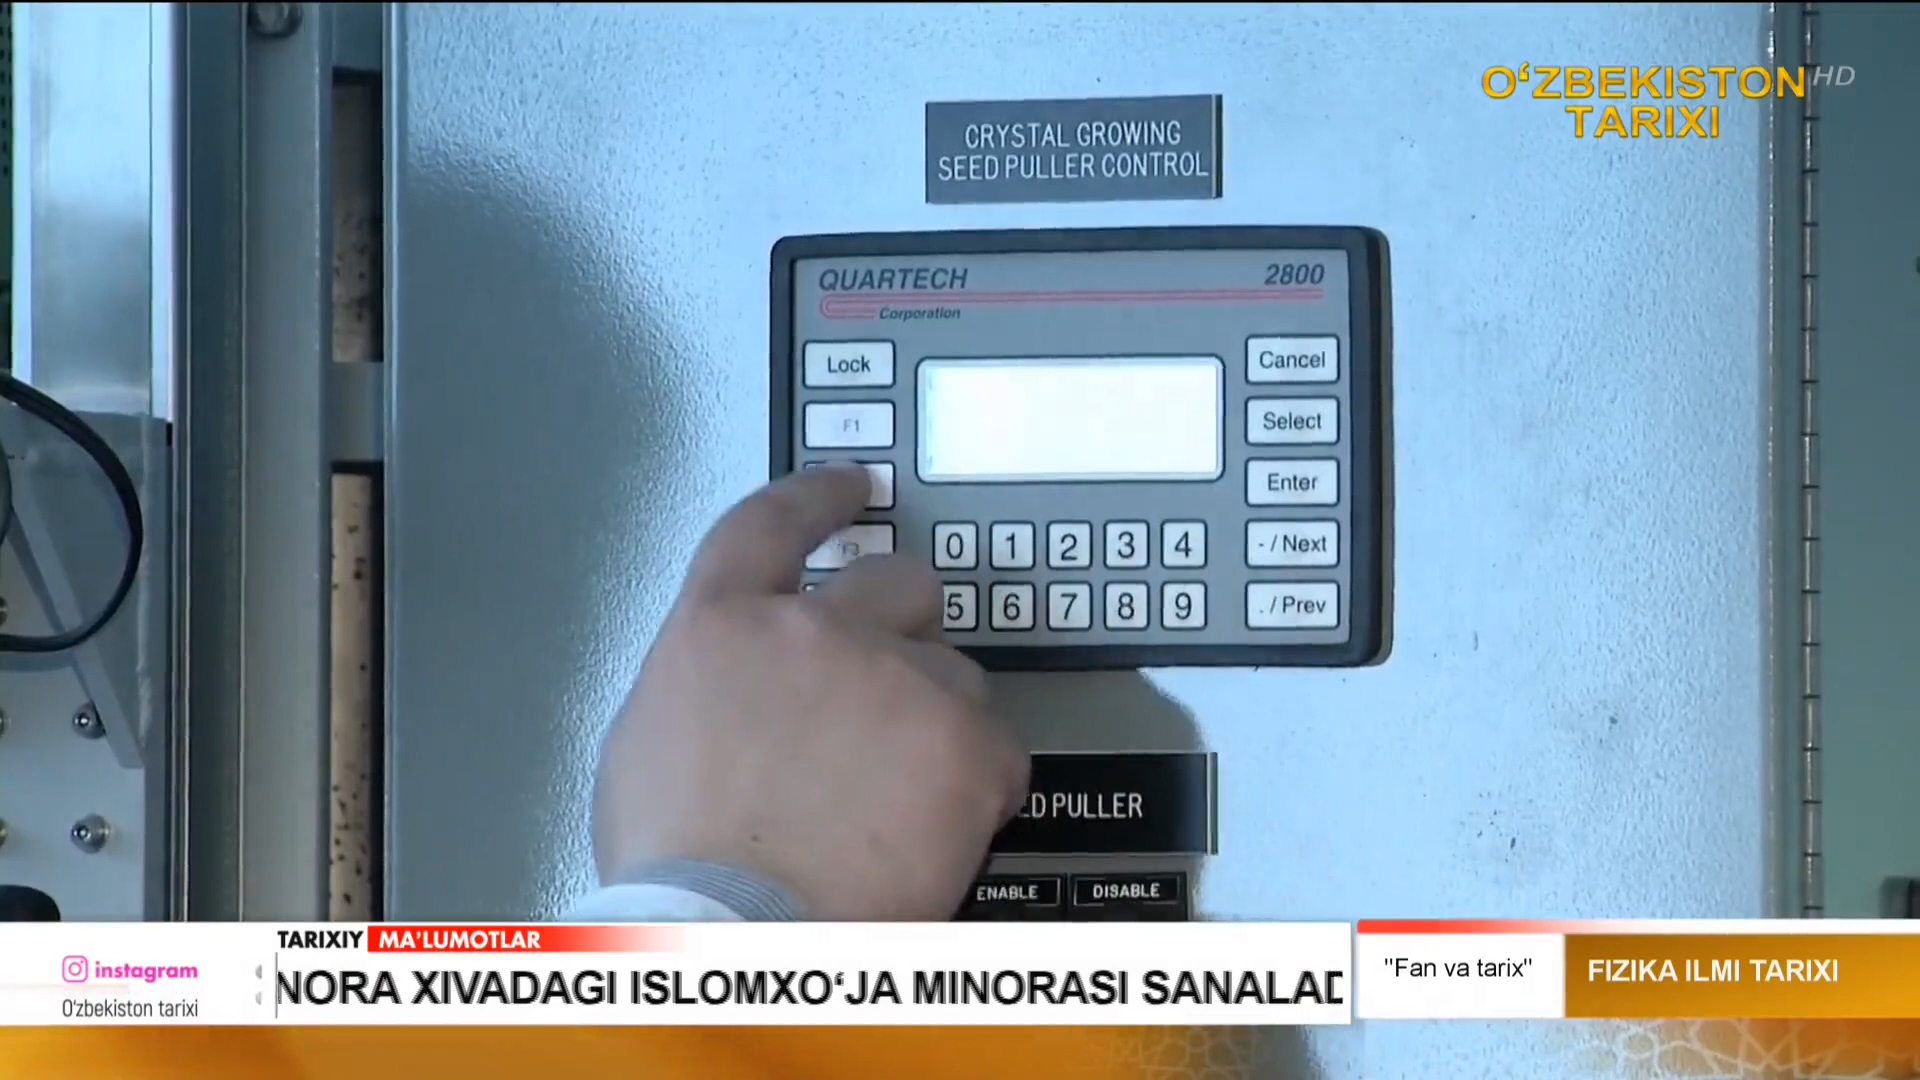 O‘ZBEKISTON HD
TARIXI
CRYSTAL GROWING
SEED PULLER CONTROL
QUARTECH 2800
Corporation
Lock
Cancel
F1
Select
Enter
F3
0 1 2 3 4
- / Next
5 6 7 8 9
. / Prev
PULLER
ENABLE DISABLE
TARIXIY MA’LUMOTLAR
instagram
O‘zbekiston tarixi
NORA XIVADAGI ISLOMXO‘JA MINORASI SANALAD
"Fan va tarix"
FIZIKA ILMI TARIXI